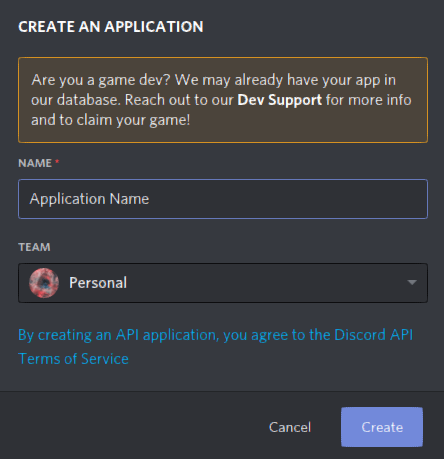 CREATE AN APPLICATION
Are you a game dev? We may already have your app in
our database. Reach out to our Dev Support for more info
and to claim your game!
NAME *
Application Name
TEAM
Personal
By creating an API application, you agree to the Discord API
Terms of Service
Cancel
Create